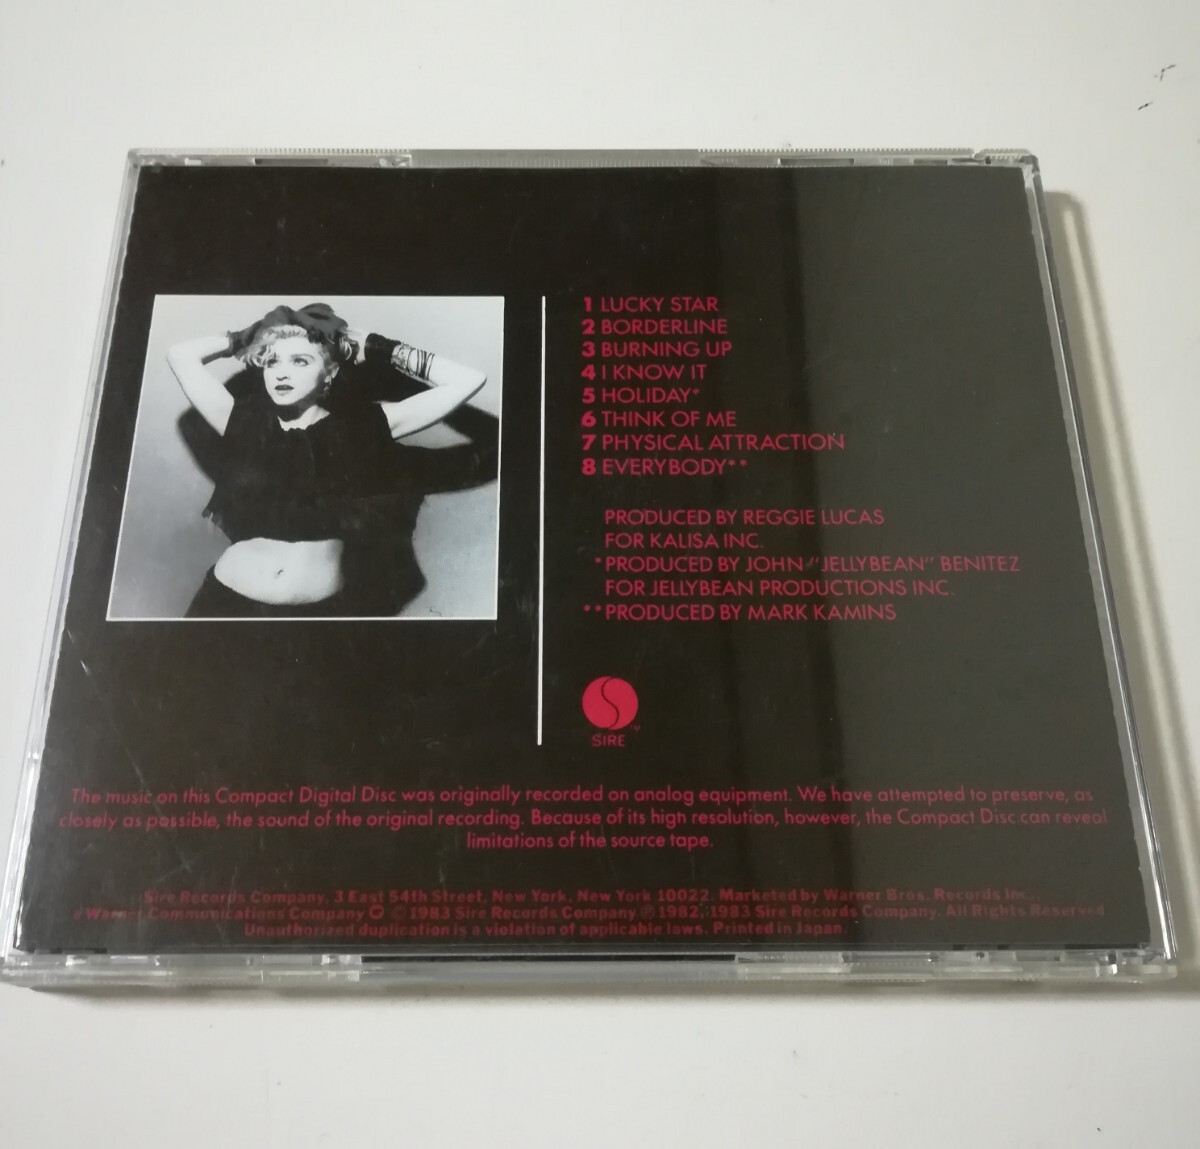 1 LUCKY STAR
2 BORDERLINE
3 BURNING UP
4 I KNOW IT
5 HOLIDAY*
6 THINK OF ME
7 PHYSICAL ATTRACTION
8 EVERYBODY**
PRODUCED BY REGGIE LUCAS
FOR KALISA INC.
*PRODUCED BY JOHN "JELLYBEAN" BENITEZ
FOR JELLYBEAN PRODUCTIONS INC.
**PRODUCED BY MARK KAMINS
SIRE
The music on this Compact Digital Disc was originally recorded on analog equipment. We have attempted to preserve, as
closely as possible, the sound of the original recording. Because of its high resolution, however, the Compact Disc can reveal
limitations of the source tape.
Sire Records Company, 3 East 54th Street, New York, New York 10022. Marketed by Warner Bros. Records Inc.,
a Warner Communications Company © 1983 Sire Records Company ℗ 1982, 1983 Sire Records Company. All Rights Reserved
Unauthorized duplication is a violation of applicable laws. Printed in Japan.